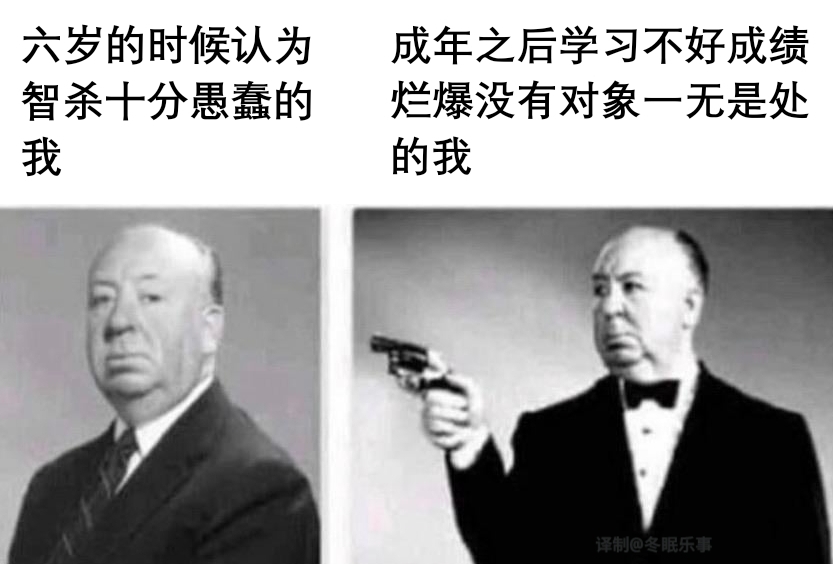 六岁的时候认为
智杀十分愚蠢的
我
成年之后学习不好成绩
烂爆没有对象一无是处
的我
译制@冬眠乐事